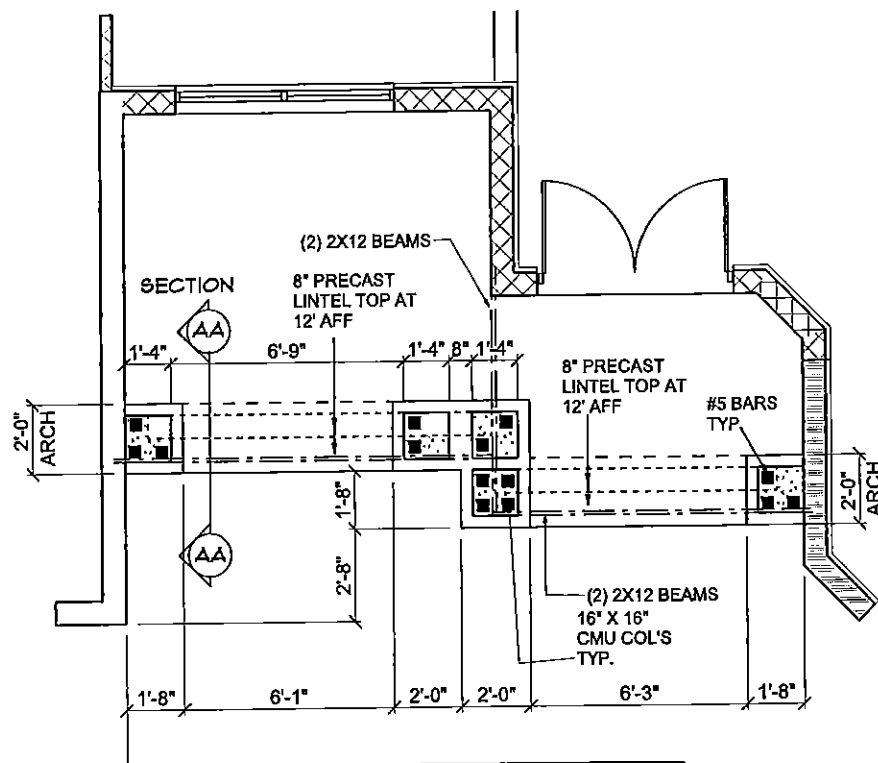 (2) 2X12 BEAMS
SECTION
8" PRECAST
LINTEL TOP AT
12' AFF
AA
1'-4"
6'-9"
1'-4"
8"
1'-4"
8" PRECAST
LINTEL TOP AT
12' AFF
#5 BARS
TYP.
2'-0"
ARCH
1'-8"
2'-0"
ARCH
AA
2'-8"
(2) 2X12 BEAMS
16" X 16"
CMU COL'S
TYP.
1'-8"
6'-1"
2'-0"
2'-0"
6'-3"
1'-8"